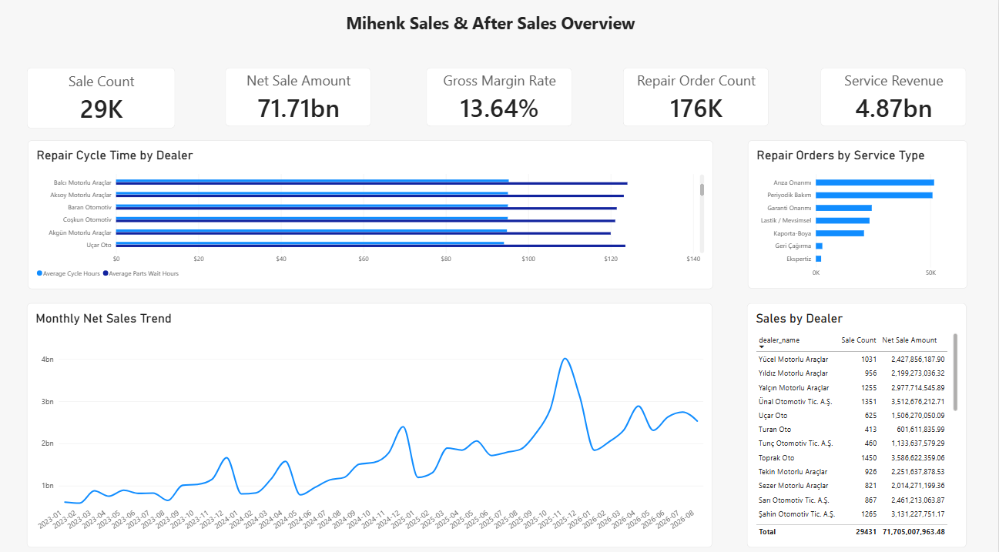 Mihenk Sales & After Sales Overview
Sale Count
29K
Net Sale Amount
71.71bn
Gross Margin Rate
13.64%
Repair Order Count
176K
Service Revenue
4.87bn
Repair Cycle Time by Dealer
Balcı Motorlu Araçlar
Aksoy Motorlu Araçlar
Baran Otomotiv
Coşkun Otomotiv
Akgün Motorlu Araçlar
Uçar Oto
$0 $20 $40 $60 $80 $100 $120 $140
Average Cycle Hours Average Parts Wait Hours
Repair Orders by Service Type
Arıza Onarımı
Periyodik Bakım
Garanti Onarımı
Lastik / Mevsimsel
Kaporta-Boya
Geri Çağırma
Ekspertiz
0K 50K
Monthly Net Sales Trend
4bn
3bn
2bn
1bn
2023-01 2023-02 2023-03 2023-04 2023-05 2023-06 2023-07 2023-08 2023-09 2023-10 2023-11 2023-12 2024-01 2024-02 2024-03 2024-04 2024-05 2024-06 2024-07 2024-08 2024-09 2024-10 2024-11 2024-12 2025-01 2025-02 2025-03 2025-04 2025-05 2025-06 2025-07 2025-08 2025-09 2025-10 2025-11 2025-12 2026-01 2026-02 2026-03 2026-04 2026-05 2026-06 2026-07 2026-08
Sales by Dealer
dealer_name Sale Count Net Sale Amount
Yücel Motorlu Araçlar 1031 2,427,856,187.90
Yıldız Motorlu Araçlar 956 2,199,273,036.32
Yalçın Motorlu Araçlar 1255 2,977,714,545.89
Ünal Otomotiv Tic. A.Ş. 1351 3,512,676,212.71
Uçar Oto 625 1,506,270,050.09
Turan Oto 413 601,611,835.99
Tunç Otomotiv Tic. A.Ş. 460 1,133,637,579.29
Toprak Oto 1450 3,586,622,359.06
Tekin Motorlu Araçlar 926 2,251,637,878.53
Sezer Motorlu Araçlar 821 2,014,271,199.36
Sarı Otomotiv Tic. A.Ş. 867 2,461,213,063.87
Şahin Otomotiv Tic. A.Ş. 1265 3,131,227,751.17
Total 29431 71,705,007,963.48